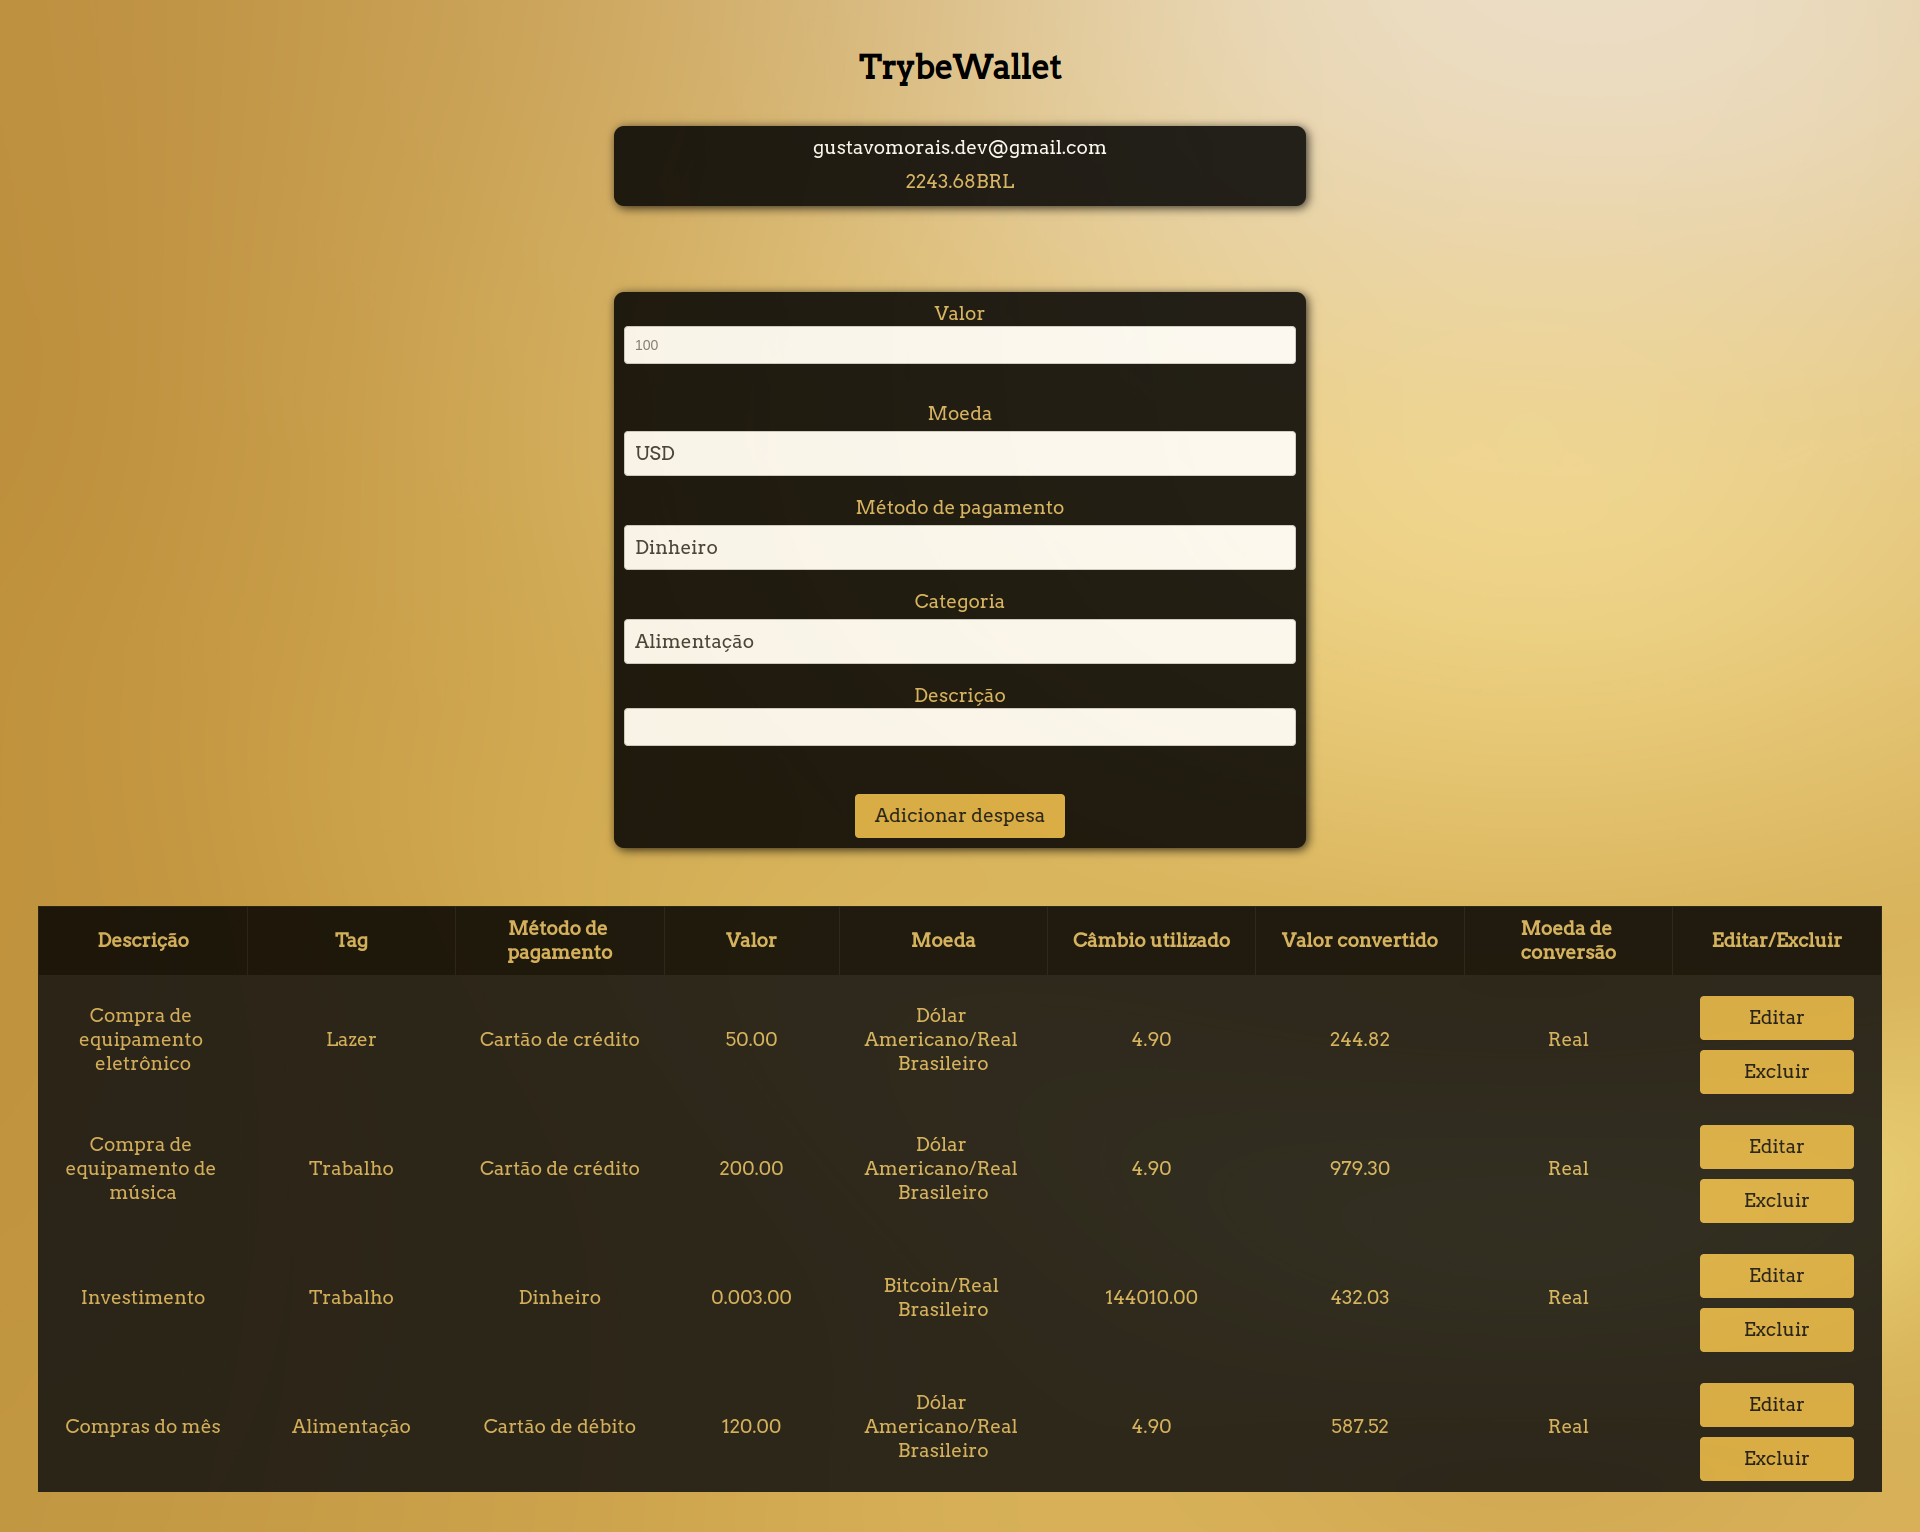 TrybeWallet
gustavomorais.dev@gmail.com
2243.68BRL
Valor
100
Moeda
USD
Método de pagamento
Dinheiro
Categoria
Alimentação
Descrição
Adicionar despesa
Descrição
Tag
Método de
pagamento
Valor
Moeda
Câmbio utilizado
Valor convertido
Moeda de
conversão
Editar/Excluir
Compra de
equipamento
eletrônico
Lazer
Cartão de crédito
50.00
Dólar
Americano/Real
Brasileiro
4.90
244.82
Real
Editar
Excluir
Compra de
equipamento de
música
Trabalho
Cartão de crédito
200.00
Dólar
Americano/Real
Brasileiro
4.90
979.30
Real
Editar
Excluir
Investimento
Trabalho
Dinheiro
0.003.00
Bitcoin/Real
Brasileiro
144010.00
432.03
Real
Editar
Excluir
Compras do mês
Alimentação
Cartão de débito
120.00
Dólar
Americano/Real
Brasileiro
4.90
587.52
Real
Editar
Excluir